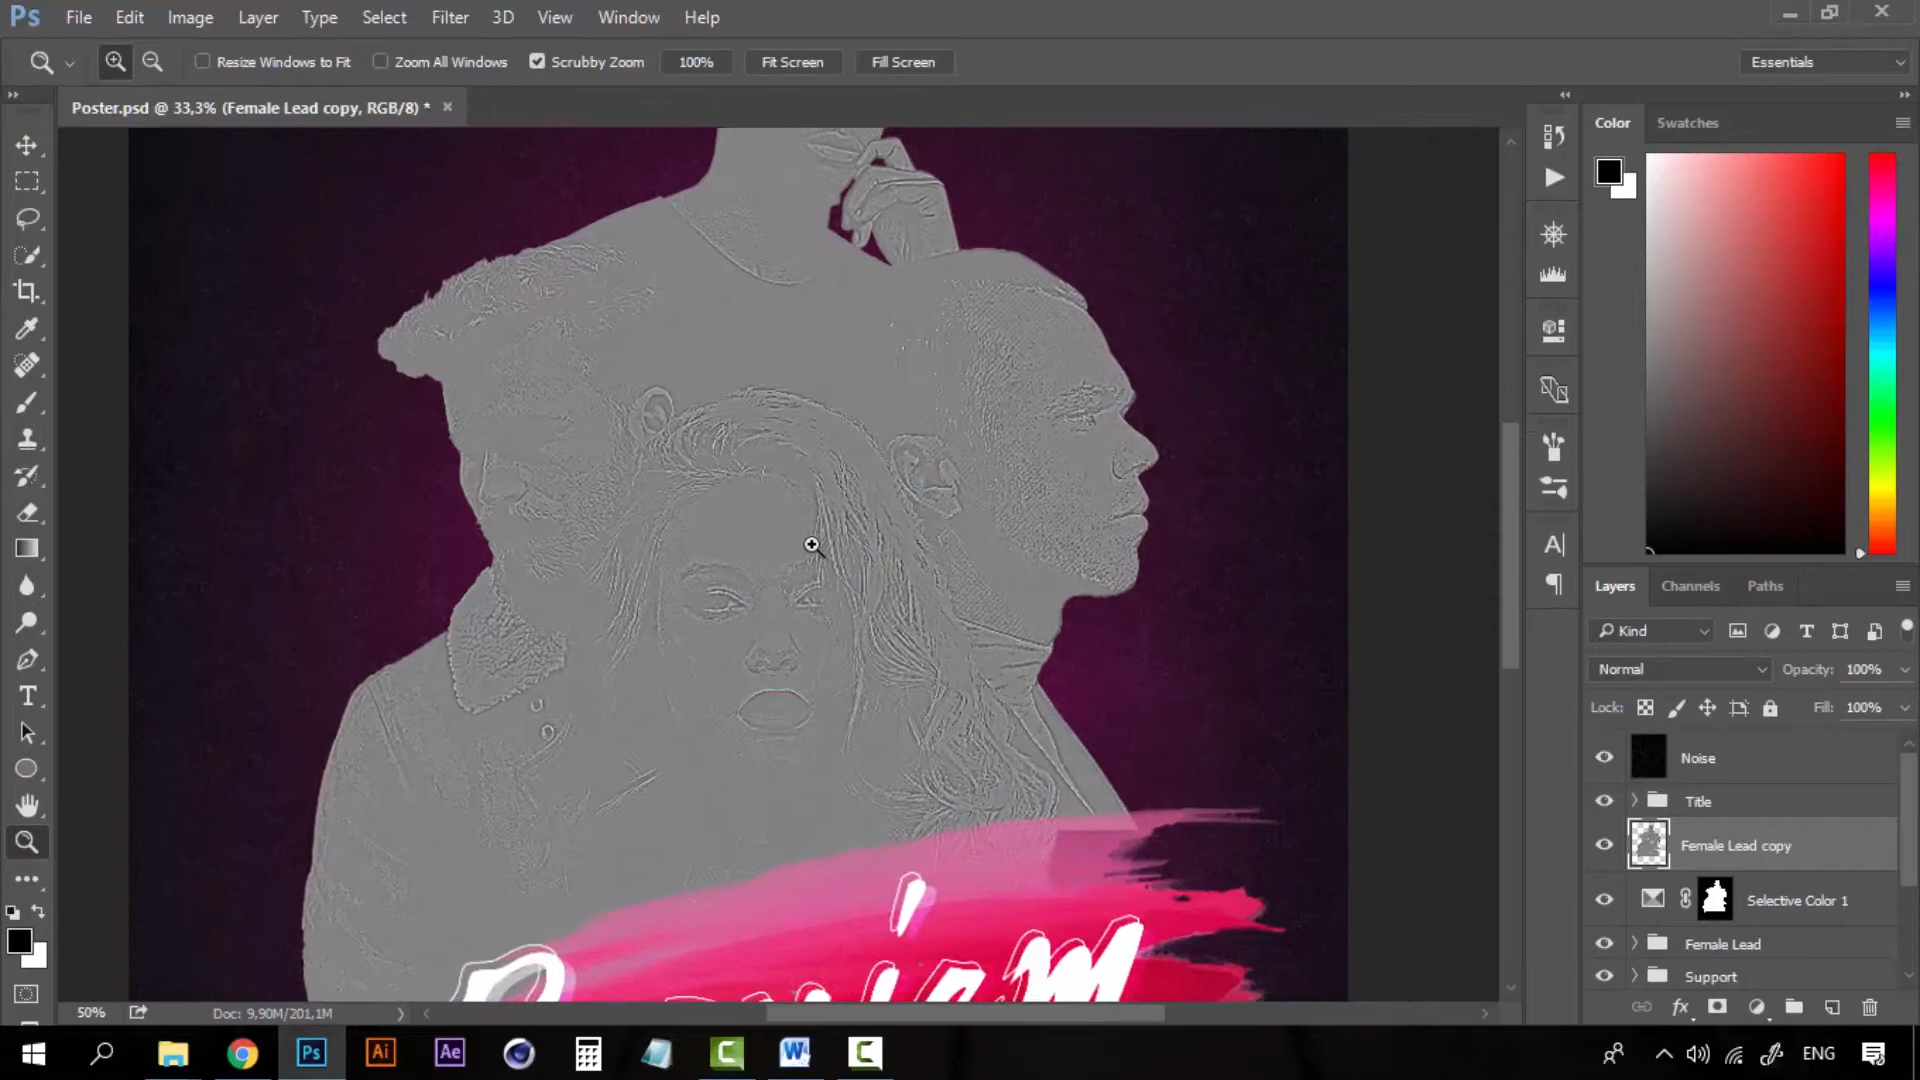 Ps File Edit Image Layer Type Select Filter 3D View Window Help
Resize Windows to Fit Zoom All Windows Scrubby Zoom 100% Fit Screen Fill Screen Essentials
Poster.psd @ 33,3% (Female Lead copy, RGB/8) *
Color Swatches
Layers Channels Paths
Kind
Normal Opacity: 100%
Lock: Fill: 100%
Noise
Title
Female Lead copy
Selective Color 1
Female Lead
Support
50% Doc: 9,90M/201,1M
Ps Ai Ae ENG